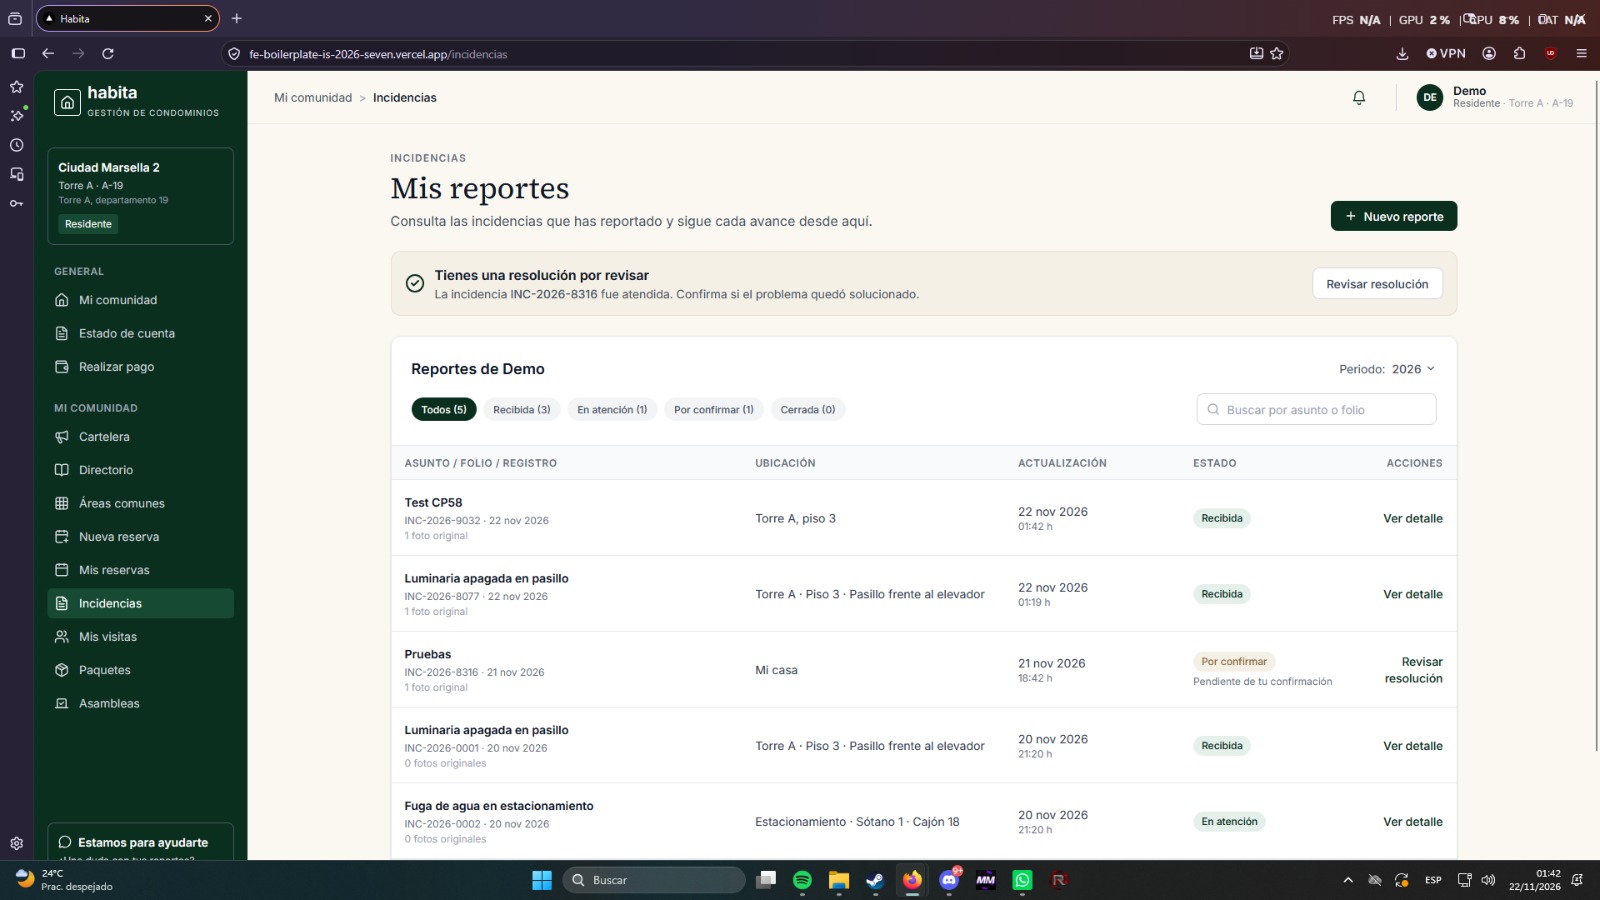 Habita
FPS N/A | GPU 2 % | CPU 8 % | LAT N/A
fe-boilerplate-is-2026-seven.vercel.app/incidencias
VPN
habita
GESTIÓN DE CONDOMINIOS
Ciudad Marsella 2
Torre A · A-19
Torre A, departamento 19
Residente
GENERAL
Mi comunidad
Estado de cuenta
Realizar pago
MI COMUNIDAD
Cartelera
Directorio
Áreas comunes
Nueva reserva
Mis reservas
Incidencias
Mis visitas
Paquetes
Asambleas
Estamos para ayudarte
Mi comunidad > Incidencias
DE
Demo
Residente · Torre A · A-19
INCIDENCIAS
Mis reportes
Consulta las incidencias que has reportado y sigue cada avance desde aquí.
+ Nuevo reporte
Tienes una resolución por revisar
La incidencia INC-2026-8316 fue atendida. Confirma si el problema quedó solucionado.
Revisar resolución
Reportes de Demo
Periodo: 2026
Todos (5)
Recibida (3)
En atención (1)
Por confirmar (1)
Cerrada (0)
Buscar por asunto o folio
ASUNTO / FOLIO / REGISTRO
UBICACIÓN
ACTUALIZACIÓN
ESTADO
ACCIONES
Test CP58
INC-2026-9032 · 22 nov 2026
1 foto original
Torre A, piso 3
22 nov 2026
01:42 h
Recibida
Ver detalle
Luminaria apagada en pasillo
INC-2026-8077 · 22 nov 2026
1 foto original
Torre A · Piso 3 · Pasillo frente al elevador
22 nov 2026
01:19 h
Recibida
Ver detalle
Pruebas
INC-2026-8316 · 21 nov 2026
1 foto original
Mi casa
21 nov 2026
18:42 h
Por confirmar
Pendiente de tu confirmación
Revisar
resolución
Luminaria apagada en pasillo
INC-2026-0001 · 20 nov 2026
0 fotos originales
Torre A · Piso 3 · Pasillo frente al elevador
20 nov 2026
21:20 h
Recibida
Ver detalle
Fuga de agua en estacionamiento
INC-2026-0002 · 20 nov 2026
0 fotos originales
Estacionamiento · Sótano 1 · Cajón 18
20 nov 2026
21:20 h
En atención
Ver detalle
24°C
Prac. despejado
Buscar
9+
MM
ESP
01:42
22/11/2026